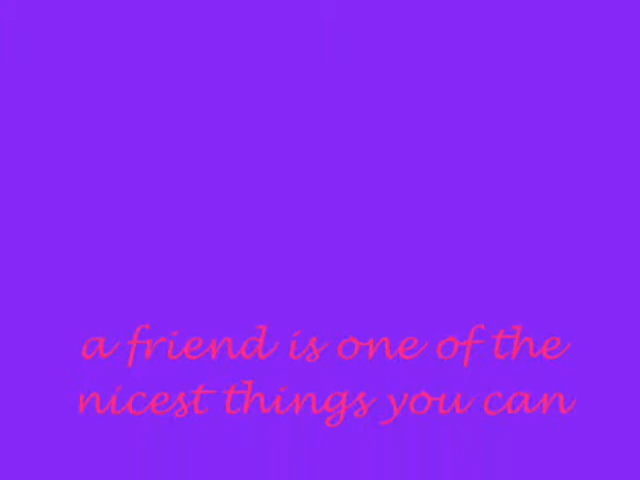 a friend is one of the
nicest things you can